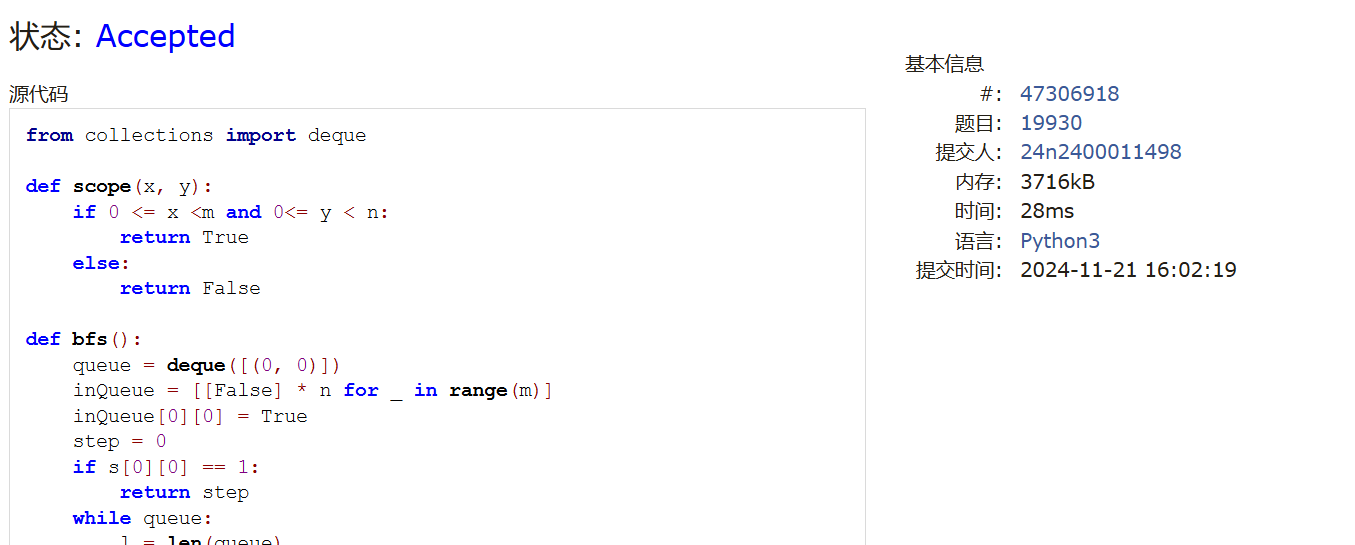 状态: Accepted
源代码
from collections import deque
def scope(x, y):
    if 0 <= x <m and 0<= y < n:
        return True
    else:
        return False
def bfs():
    queue = deque([(0, 0)])
    inQueue = [[False] * n for _ in range(m)]
    inQueue[0][0] = True
    step = 0
    if s[0][0] == 1:
        return step
    while queue:
        l = len(queue)
基本信息
#: 47306918
题目: 19930
提交人: 24n2400011498
内存: 3716kB
时间: 28ms
语言: Python3
提交时间: 2024-11-21 16:02:19